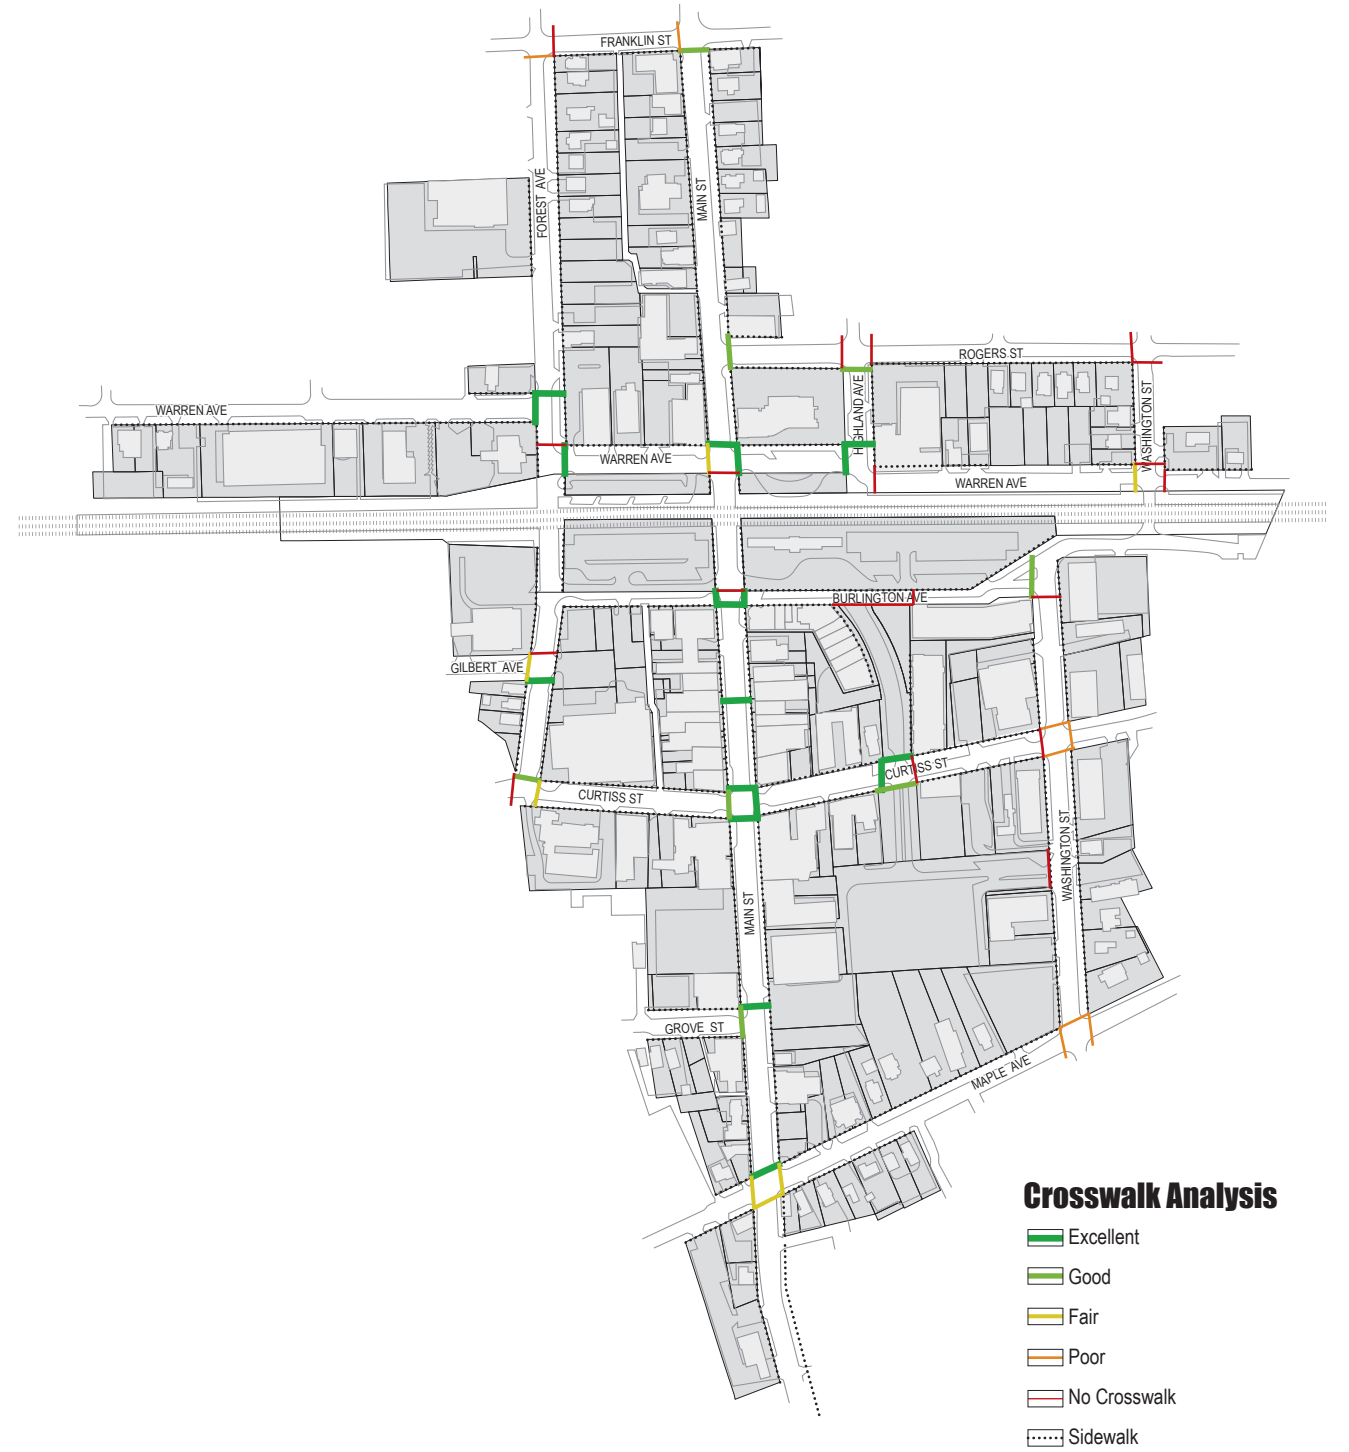 FRANKLIN ST
FOREST AVE
MAIN ST
ROGERS ST
HIGHLAND AVE
WASHINGTON ST
WARREN AVE
WARREN AVE
WARREN AVE
BURLINGTON AVE
GILBERT AVE
CURTISS ST
CURTISS ST
WASHINGTON ST
MAIN ST
GROVE ST
MAPLE AVE
Crosswalk Analysis
Excellent
Good
Fair
Poor
No Crosswalk
Sidewalk